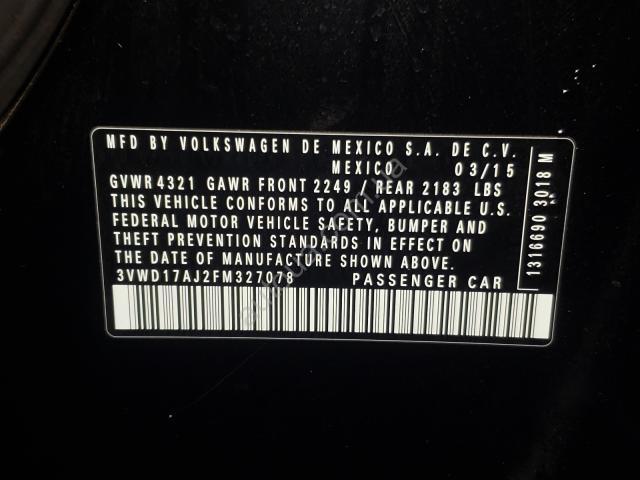 MFD BY VOLKSWAGEN DE MEXICO S.A. DE C.V.
MEXICO 03/15
GVWR 4321 GAWR FRONT 2249 / REAR 2183 LBS
THIS VEHICLE CONFORMS TO ALL APPLICABLE U.S.
FEDERAL MOTOR VEHICLE SAFETY, BUMPER AND
THEFT PREVENTION STANDARDS IN EFFECT ON
THE DATE OF MANUFACTURE SHOWN ABOVE.
3VWD17AJ2FM327078 PASSENGER CAR
1316690 3018 M